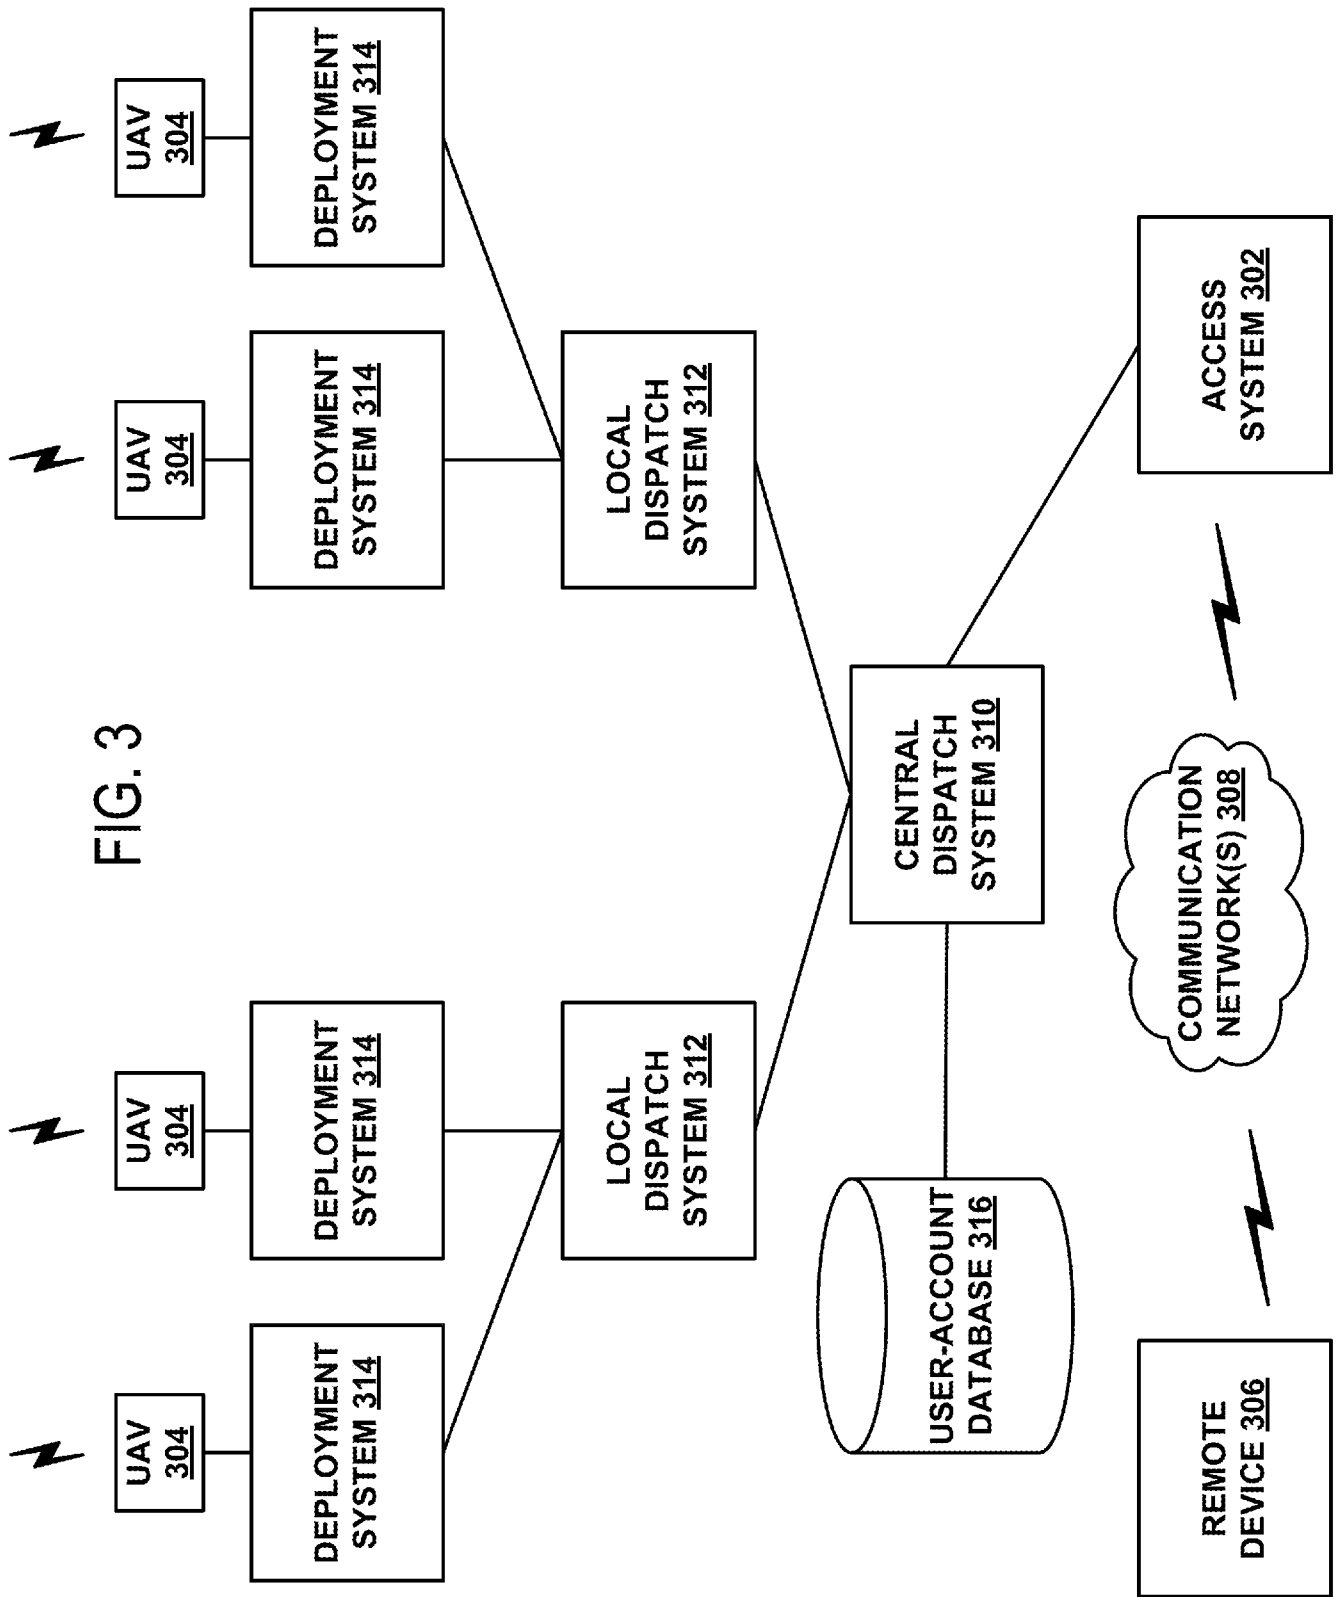 UAV
304
UAV
304
FIG. 3
UAV
304
UAV
304
DEPLOYMENT
SYSTEM 314
DEPLOYMENT
SYSTEM 314
DEPLOYMENT
SYSTEM 314
DEPLOYMENT
SYSTEM 314
LOCAL
DISPATCH
SYSTEM 312
LOCAL
DISPATCH
SYSTEM 312
USER-ACCOUNT
DATABASE 316
CENTRAL
DISPATCH
SYSTEM 310
REMOTE
DEVICE 306
COMMUNICATION
NETWORK(S) 308
ACCESS
SYSTEM 302